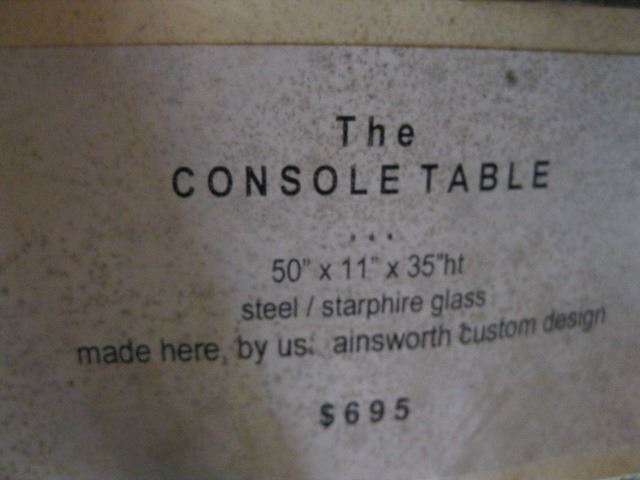 The
CONSOLE TABLE
...
50" x 11" x 35"ht
steel / starphire glass
made here, by us: ainsworth custom design
$695